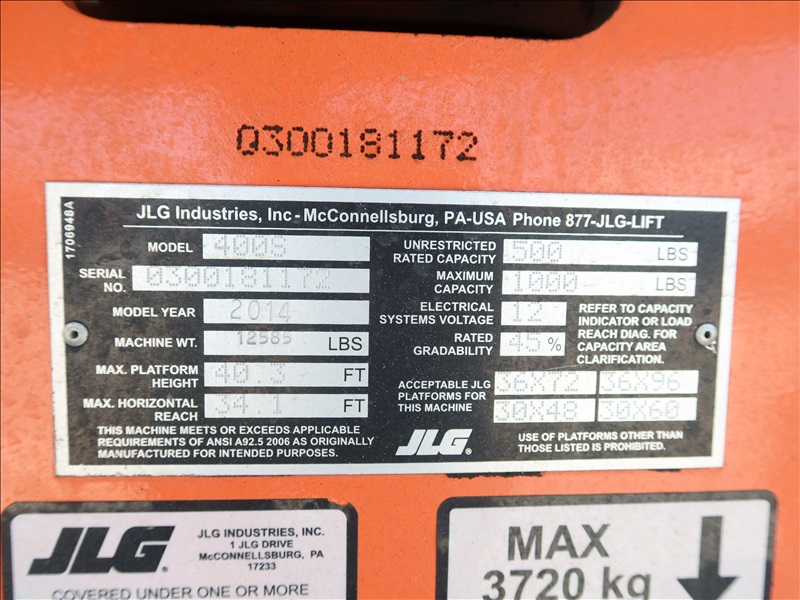 0300181172
1706948A
JLG Industries, Inc - McConnellsburg, PA-USA Phone 877-JLG-LIFT
MODEL 400S
SERIAL NO. 0300181172
MODEL YEAR 2014
MACHINE WT. 12585 LBS
MAX. PLATFORM HEIGHT 40.3 FT
MAX. HORIZONTAL REACH 34.1 FT
THIS MACHINE MEETS OR EXCEEDS APPLICABLE
REQUIREMENTS OF ANSI A92.5 2006 AS ORIGINALLY
MANUFACTURED FOR INTENDED PURPOSES.
UNRESTRICTED RATED CAPACITY 500 LBS
MAXIMUM CAPACITY 1000 LBS
ELECTRICAL SYSTEMS VOLTAGE 12
RATED GRADABILITY 45 %
REFER TO CAPACITY
INDICATOR OR LOAD
REACH DIAG. FOR
CAPACITY AREA
CLARIFICATION.
ACCEPTABLE JLG
PLATFORMS FOR
THIS MACHINE
36X72 36X96
30X48 30X60
JLG®
USE OF PLATFORMS OTHER THAN
THOSE LISTED IS PROHIBITED.
JLG®
JLG INDUSTRIES, INC.
1 JLG DRIVE
McCONNELLSBURG, PA
17233
COVERED UNDER ONE OR MORE
MAX
3720 kg